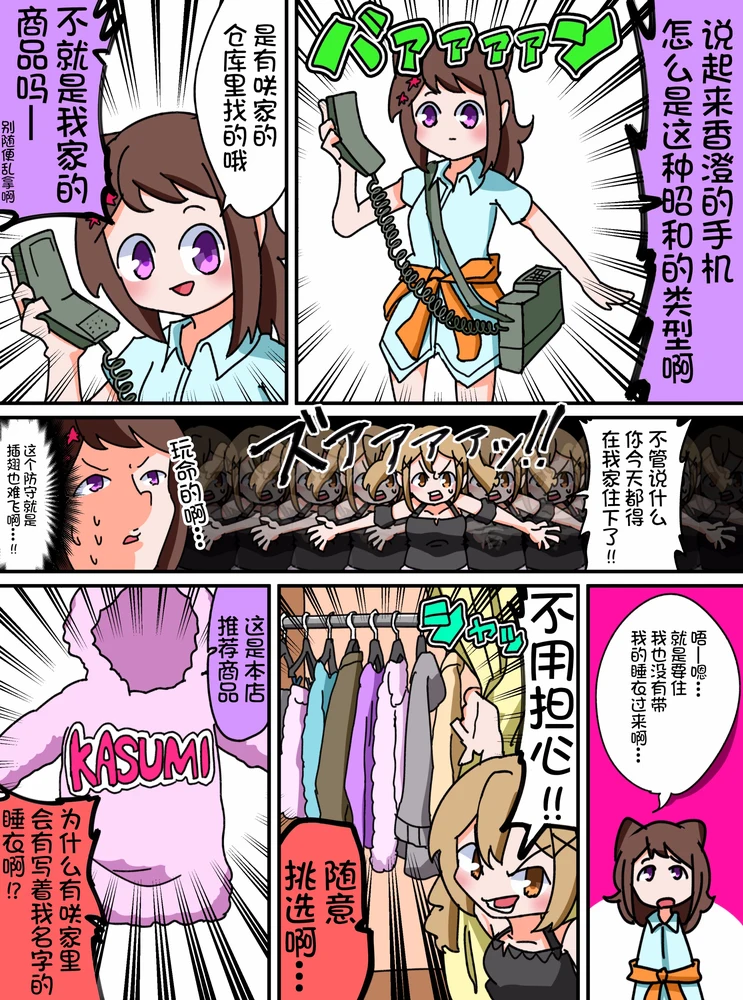 说起来香澄的手机
怎么是这种昭和的类型啊
バァァァァァァン
是有咲家的
仓库里找的哦
不就是我家的
商品吗—
别随便乱拿啊
不管说什么
你今天都得
在我家住下了!!
ズァァァァァッ!!
玩命的啊…
这个防守就是
插翅也难飞啊…!!
唔—嗯…
就是要住
我也没有带
我的睡衣过来啊…
不用担心!!
シャッ
随意
挑选啊…
这是本店
推荐商品
KASUMI
为什么有咲家里
会有写着我名字的
睡衣啊!?